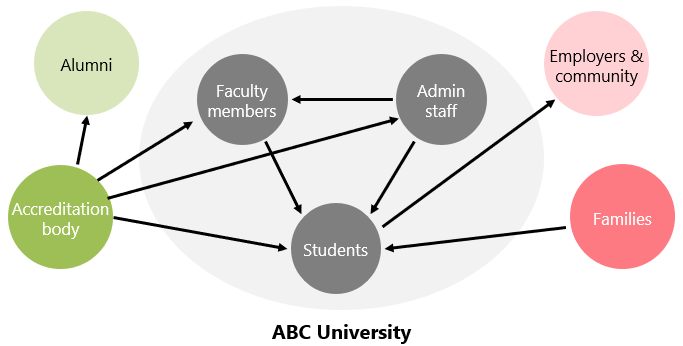 Alumni
Faculty
members
Admin
staff
Employers &
community
Accreditation
body
Students
Families
ABC University